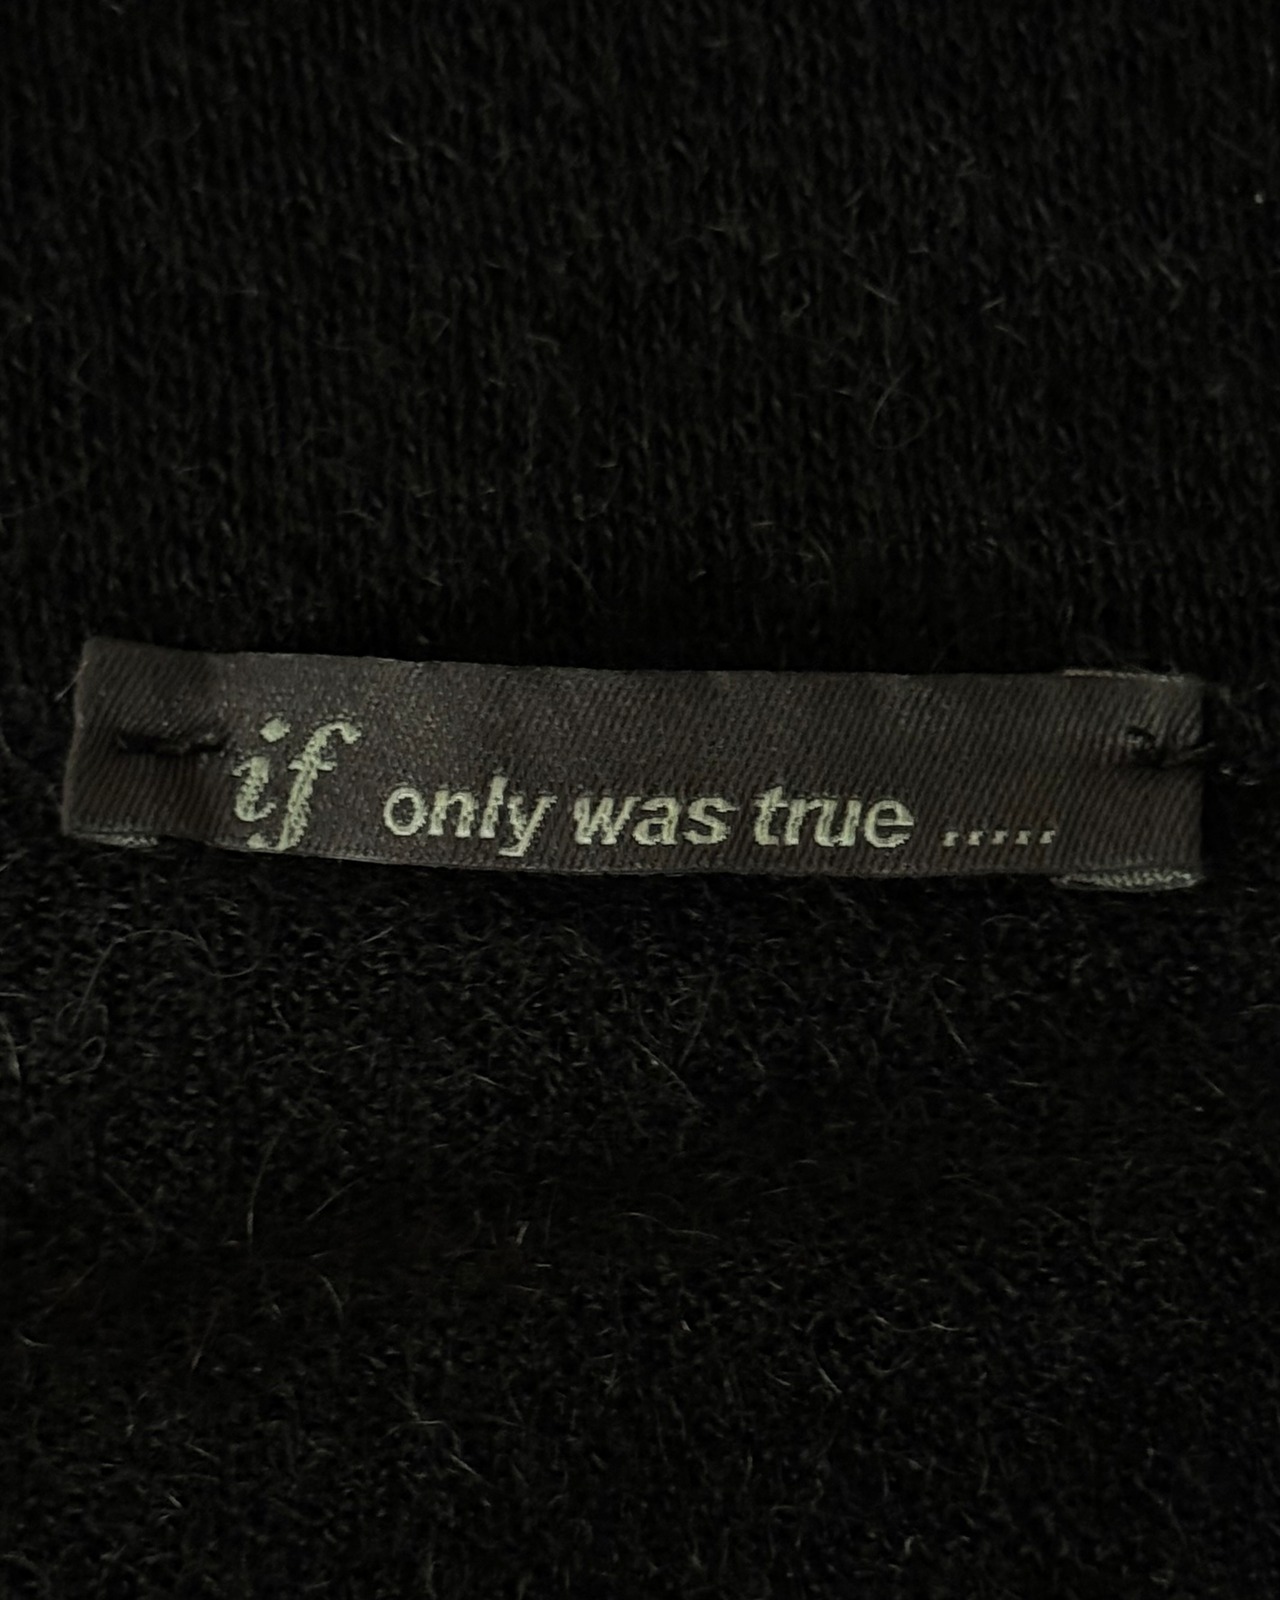 if only was true .....